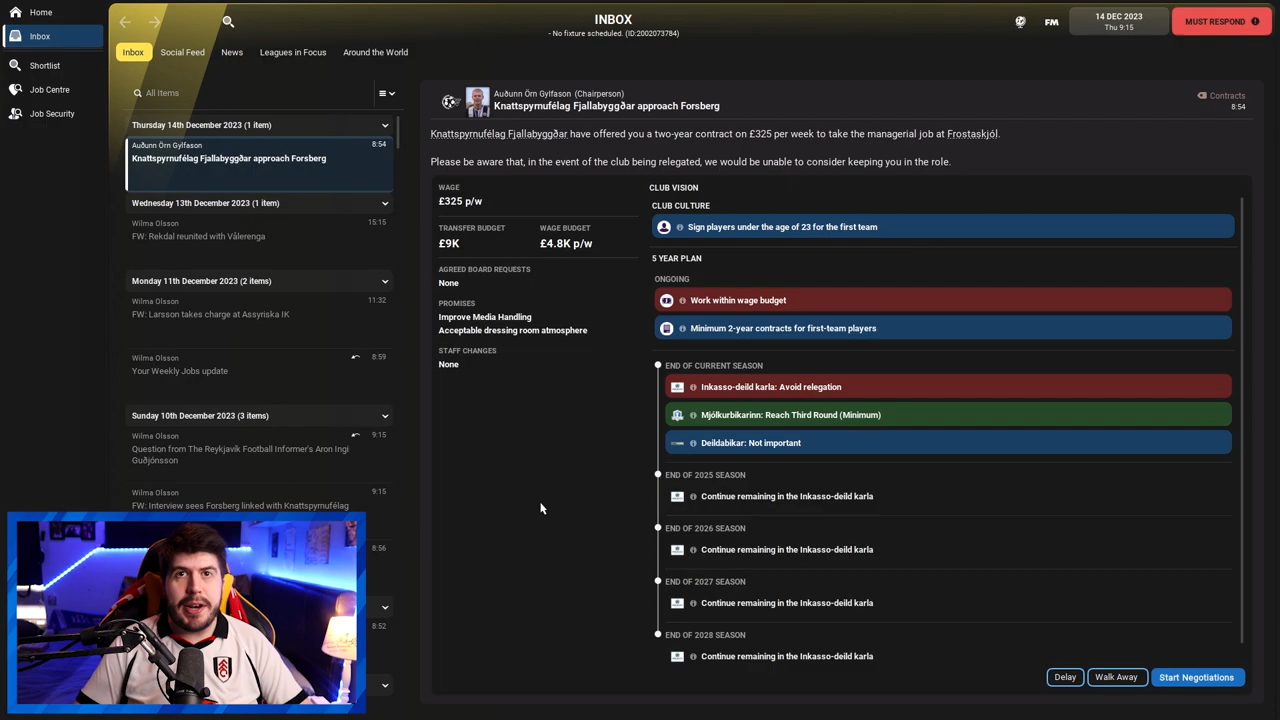 Home
Inbox
Shortlist
Job Centre
Job Security
INBOX
- No fixture scheduled. (ID:2002073784)
FM
14 DEC 2023
Thu 9:15
MUST RESPOND
Inbox
Social Feed
News
Leagues in Focus
Around the World
All Items
Thursday 14th December 2023 (1 item)
Auðunn Örn Gylfason
8:54
Knattspyrnufélag Fjallabyggðar approach Forsberg
Wednesday 13th December 2023 (1 item)
Wilma Olsson
15:15
FW: Rekdal reunited with Vålerenga
Monday 11th December 2023 (2 items)
Wilma Olsson
11:32
FW: Larsson takes charge at Assyriska IK
Wilma Olsson
8:59
Your Weekly Jobs update
Sunday 10th December 2023 (3 items)
Wilma Olsson
9:15
Question from The Reykjavík Football Informer's Aron Ingi
Guðjónsson
Wilma Olsson
9:15
FW: Interview sees Forsberg linked with Knattspyrnufélag
8:56
8:52
Auðunn Örn Gylfason (Chairperson)
Knattspyrnufélag Fjallabyggðar approach Forsberg
Contracts
8:54
Knattspyrnufélag Fjallabyggðar have offered you a two-year contract on £325 per week to take the managerial job at Frostaskjól.
Please be aware that, in the event of the club being relegated, we would be unable to consider keeping you in the role.
WAGE
£325 p/w
TRANSFER BUDGET
WAGE BUDGET
£9K
£4.8K p/w
AGREED BOARD REQUESTS
None
PROMISES
Improve Media Handling
Acceptable dressing room atmosphere
STAFF CHANGES
None
CLUB VISION
CLUB CULTURE
Sign players under the age of 23 for the first team
5 YEAR PLAN
ONGOING
Work within wage budget
Minimum 2-year contracts for first-team players
END OF CURRENT SEASON
Inkasso-deild karla: Avoid relegation
Mjólkurbikarinn: Reach Third Round (Minimum)
Deildabikar: Not important
END OF 2025 SEASON
Continue remaining in the Inkasso-deild karla
END OF 2026 SEASON
Continue remaining in the Inkasso-deild karla
END OF 2027 SEASON
Continue remaining in the Inkasso-deild karla
END OF 2028 SEASON
Continue remaining in the Inkasso-deild karla
Delay
Walk Away
Start Negotiations